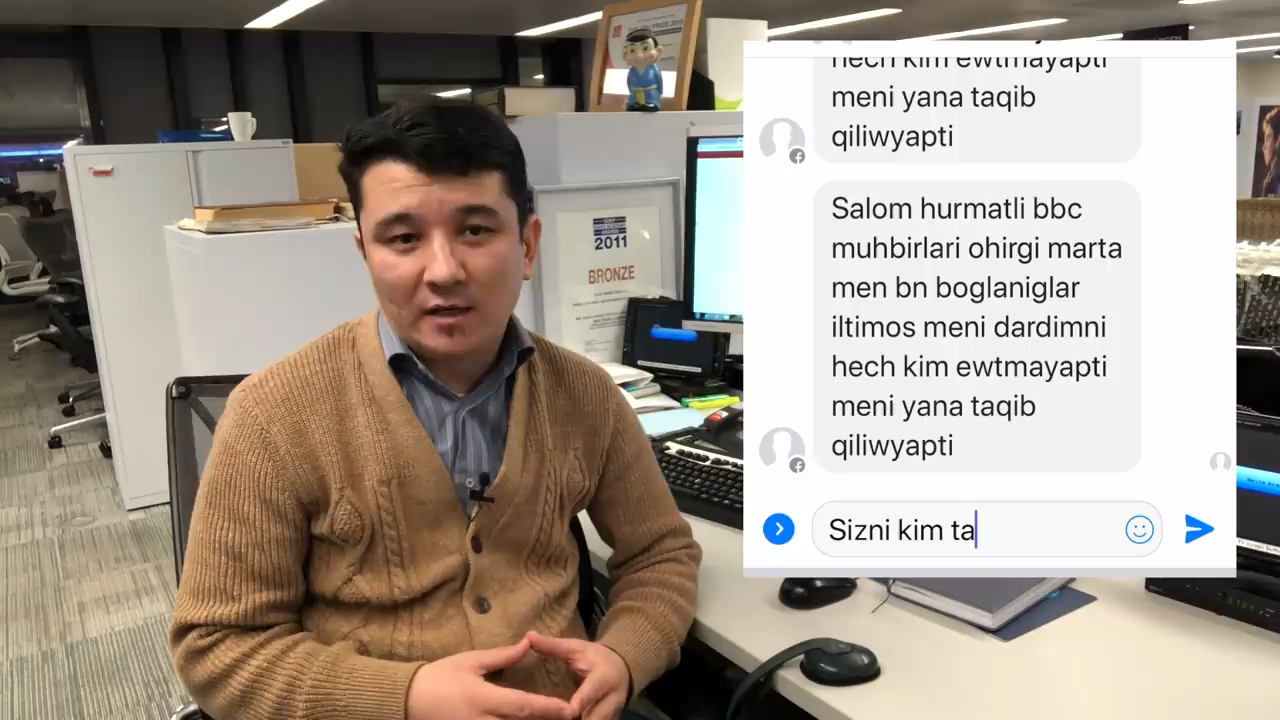 hech kim ewtmayapti
meni yana taqib
qiliwyapti
Salom hurmatli bbc
muhbirlari ohirgi marta
men bn boglaniglar
iltimos meni dardimni
hech kim ewtmayapti
meni yana taqib
qiliwyapti
Sizni kim ta
2011
BRONZE